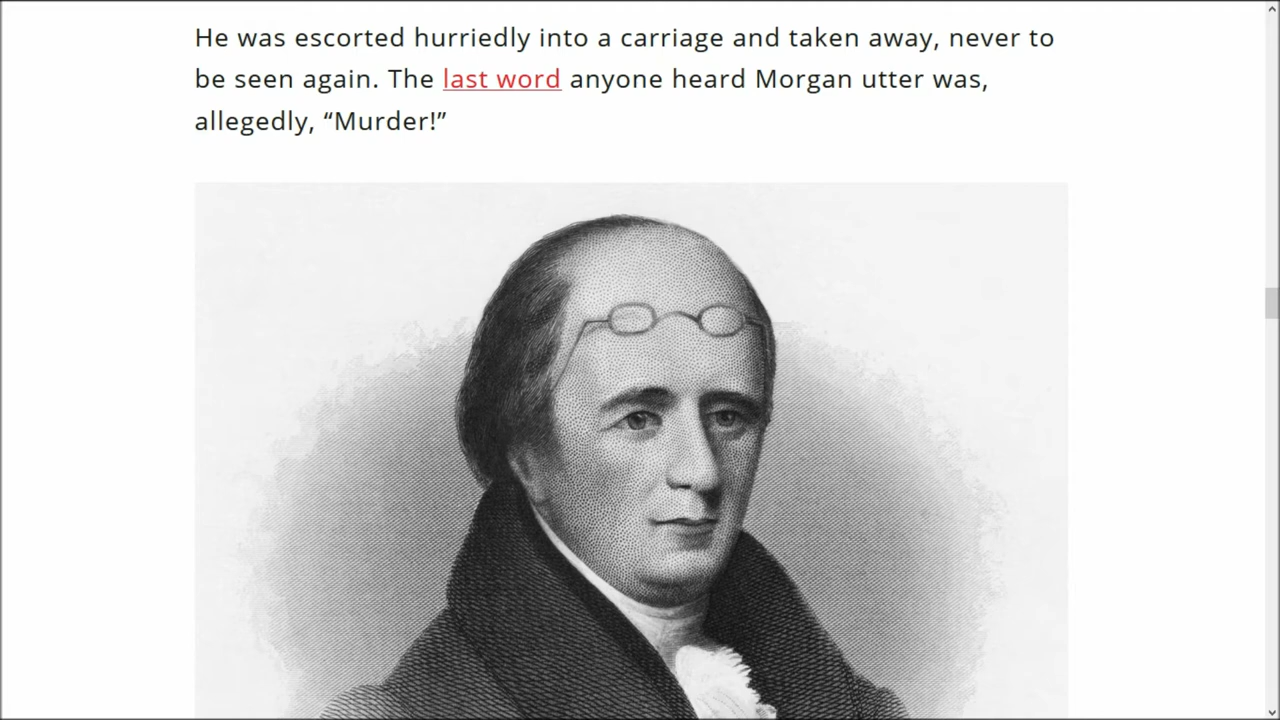 He was escorted hurriedly into a carriage and taken away, never to
be seen again. The last word anyone heard Morgan utter was,
allegedly, “Murder!”